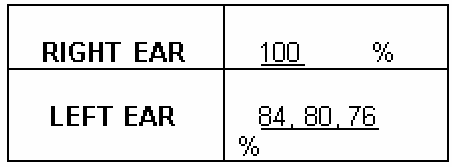 RIGHT EAR 100 %
LEFT EAR 84, 80, 76
%